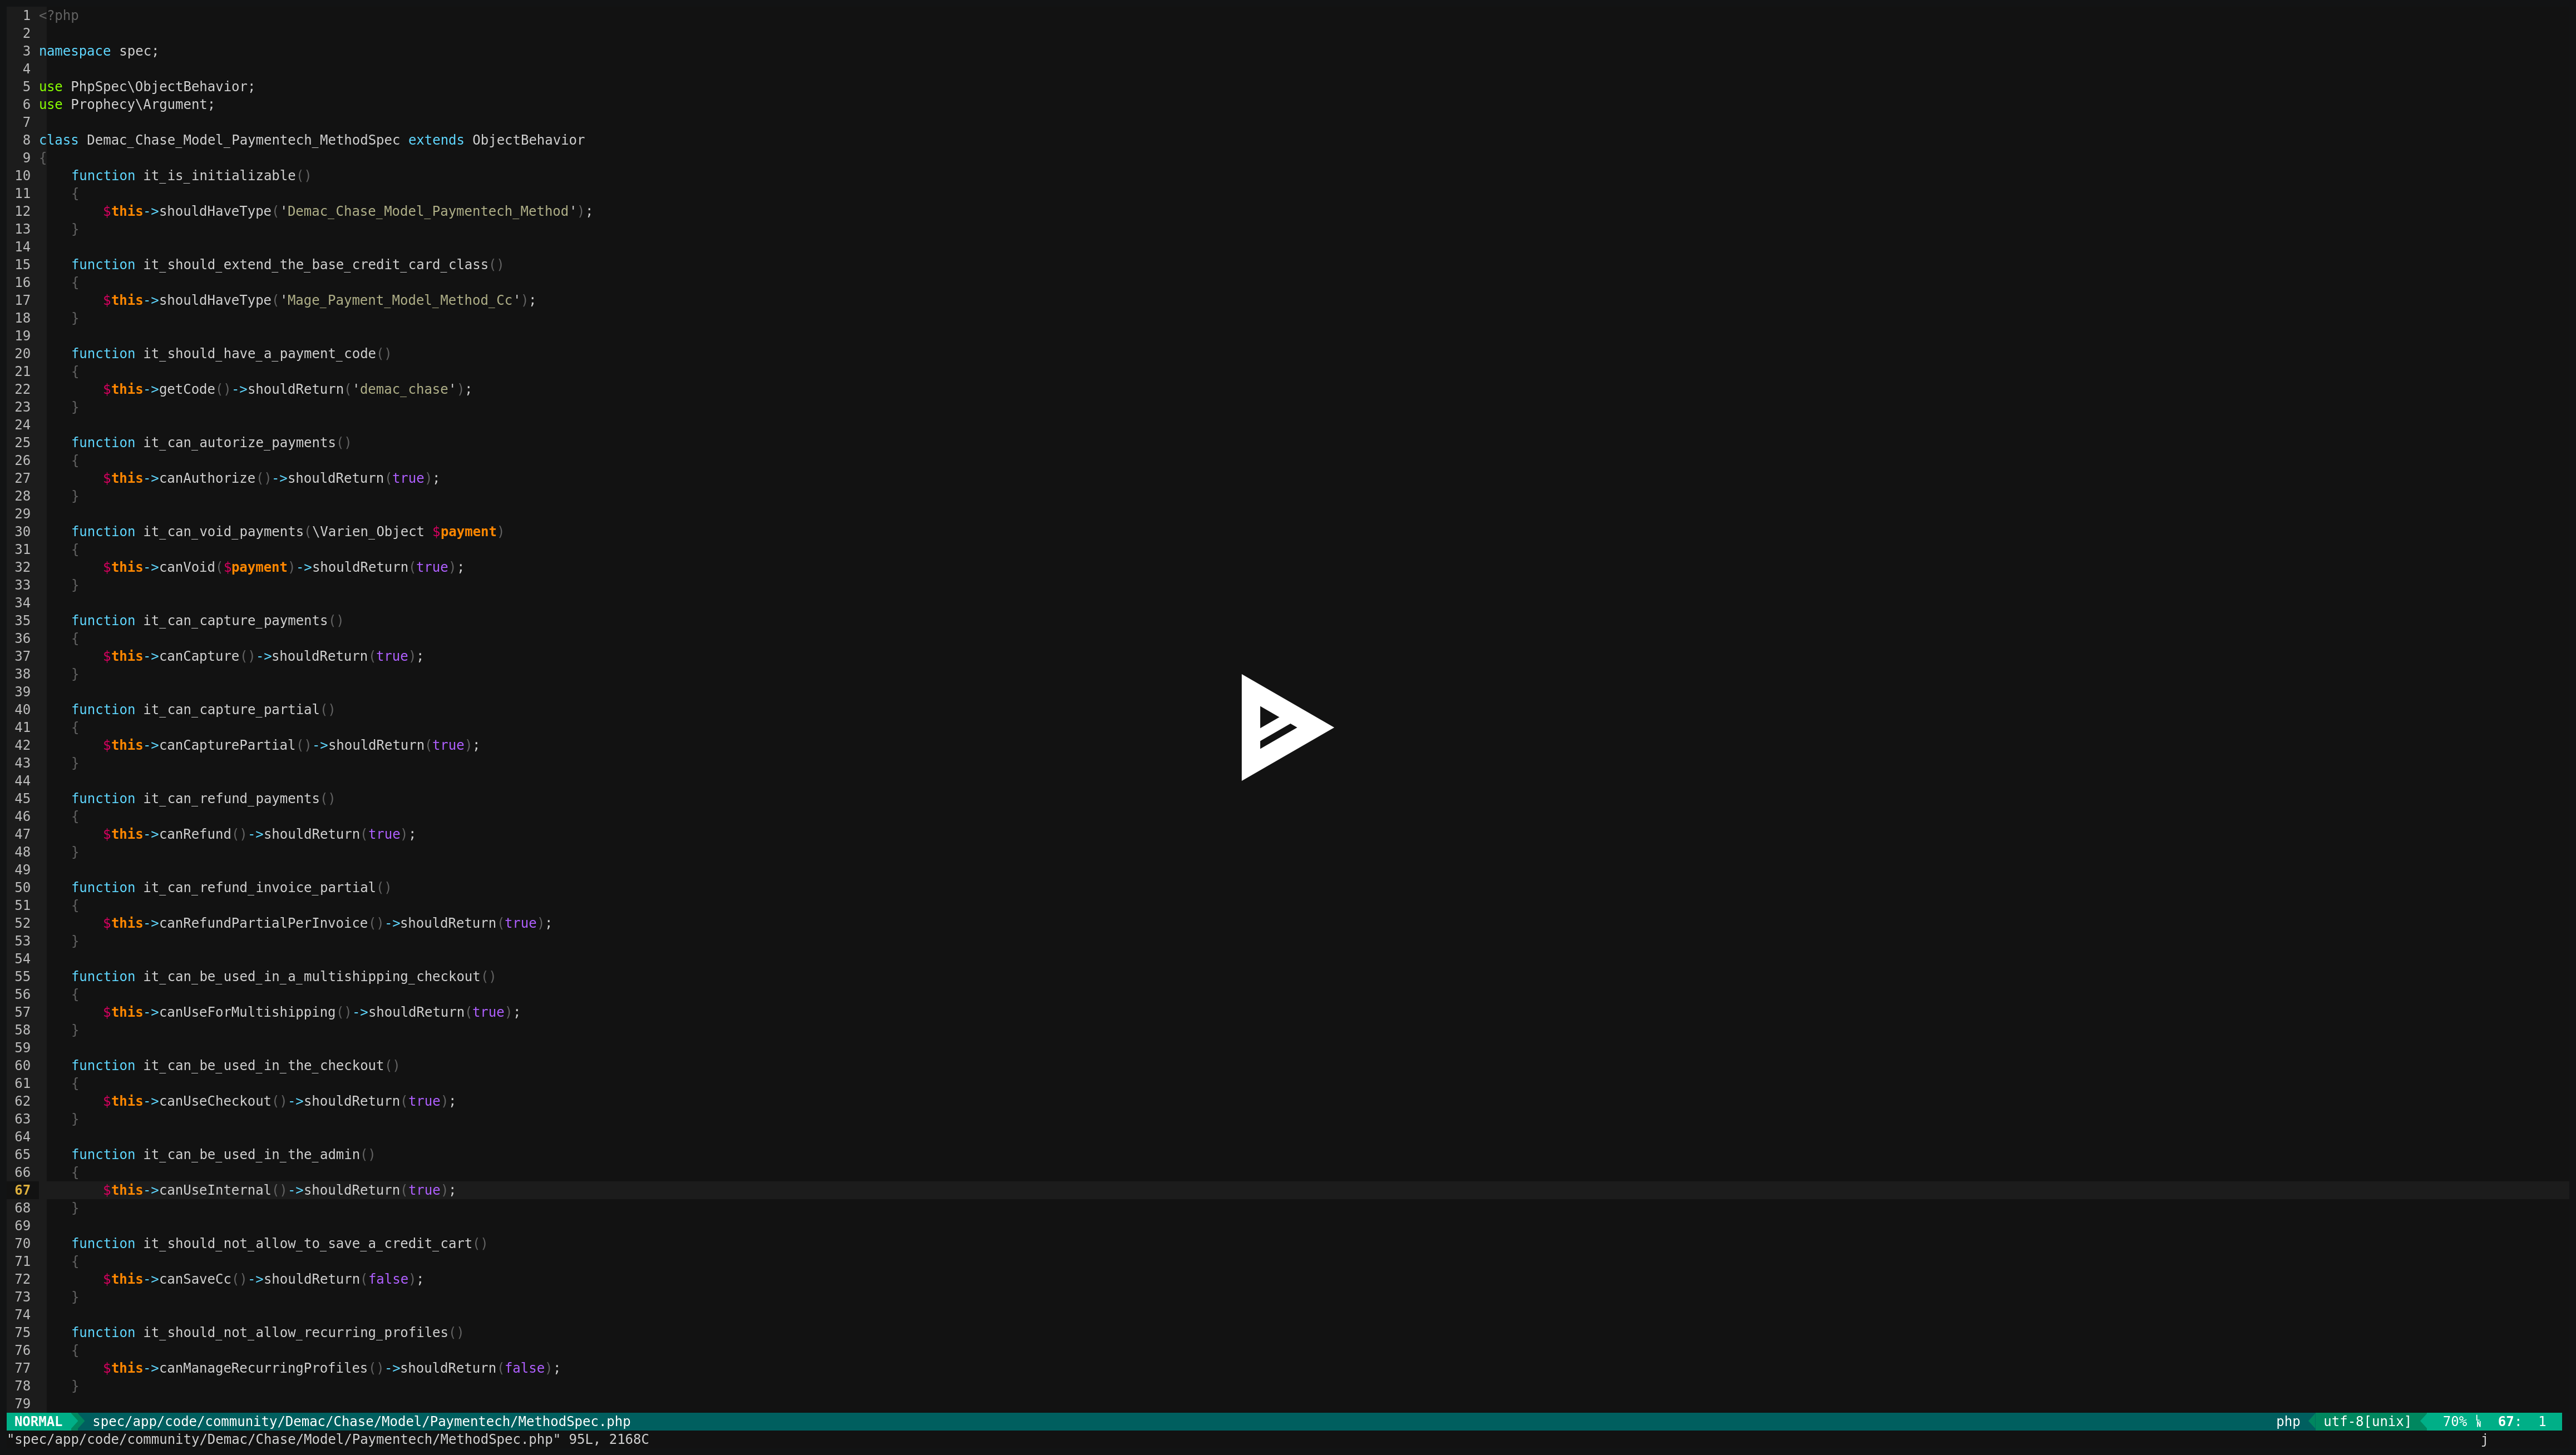 1 <?php
2
3 namespace spec;
4
5 use PhpSpec\ObjectBehavior;
6 use Prophecy\Argument;
7
8 class Demac_Chase_Model_Paymentech_MethodSpec extends ObjectBehavior
9 {
10     function it_is_initializable()
11     {
12         $this->shouldHaveType('Demac_Chase_Model_Paymentech_Method');
13     }
14
15     function it_should_extend_the_base_credit_card_class()
16     {
17         $this->shouldHaveType('Mage_Payment_Model_Method_Cc');
18     }
19
20     function it_should_have_a_payment_code()
21     {
22         $this->getCode()->shouldReturn('demac_chase');
23     }
24
25     function it_can_autorize_payments()
26     {
27         $this->canAuthorize()->shouldReturn(true);
28     }
29
30     function it_can_void_payments(\Varien_Object $payment)
31     {
32         $this->canVoid($payment)->shouldReturn(true);
33     }
34
35     function it_can_capture_payments()
36     {
37         $this->canCapture()->shouldReturn(true);
38     }
39
40     function it_can_capture_partial()
41     {
42         $this->canCapturePartial()->shouldReturn(true);
43     }
44
45     function it_can_refund_payments()
46     {
47         $this->canRefund()->shouldReturn(true);
48     }
49
50     function it_can_refund_invoice_partial()
51     {
52         $this->canRefundPartialPerInvoice()->shouldReturn(true);
53     }
54
55     function it_can_be_used_in_a_multishipping_checkout()
56     {
57         $this->canUseForMultishipping()->shouldReturn(true);
58     }
59
60     function it_can_be_used_in_the_checkout()
61     {
62         $this->canUseCheckout()->shouldReturn(true);
63     }
64
65     function it_can_be_used_in_the_admin()
66     {
67         $this->canUseInternal()->shouldReturn(true);
68     }
69
70     function it_should_not_allow_to_save_a_credit_cart()
71     {
72         $this->canSaveCc()->shouldReturn(false);
73     }
74
75     function it_should_not_allow_recurring_profiles()
76     {
77         $this->canManageRecurringProfiles()->shouldReturn(false);
78     }
79
NORMAL spec/app/code/community/Demac/Chase/Model/Paymentech/MethodSpec.php php utf-8[unix] 70% 67: 1
"spec/app/code/community/Demac/Chase/Model/Paymentech/MethodSpec.php" 95L, 2168C j